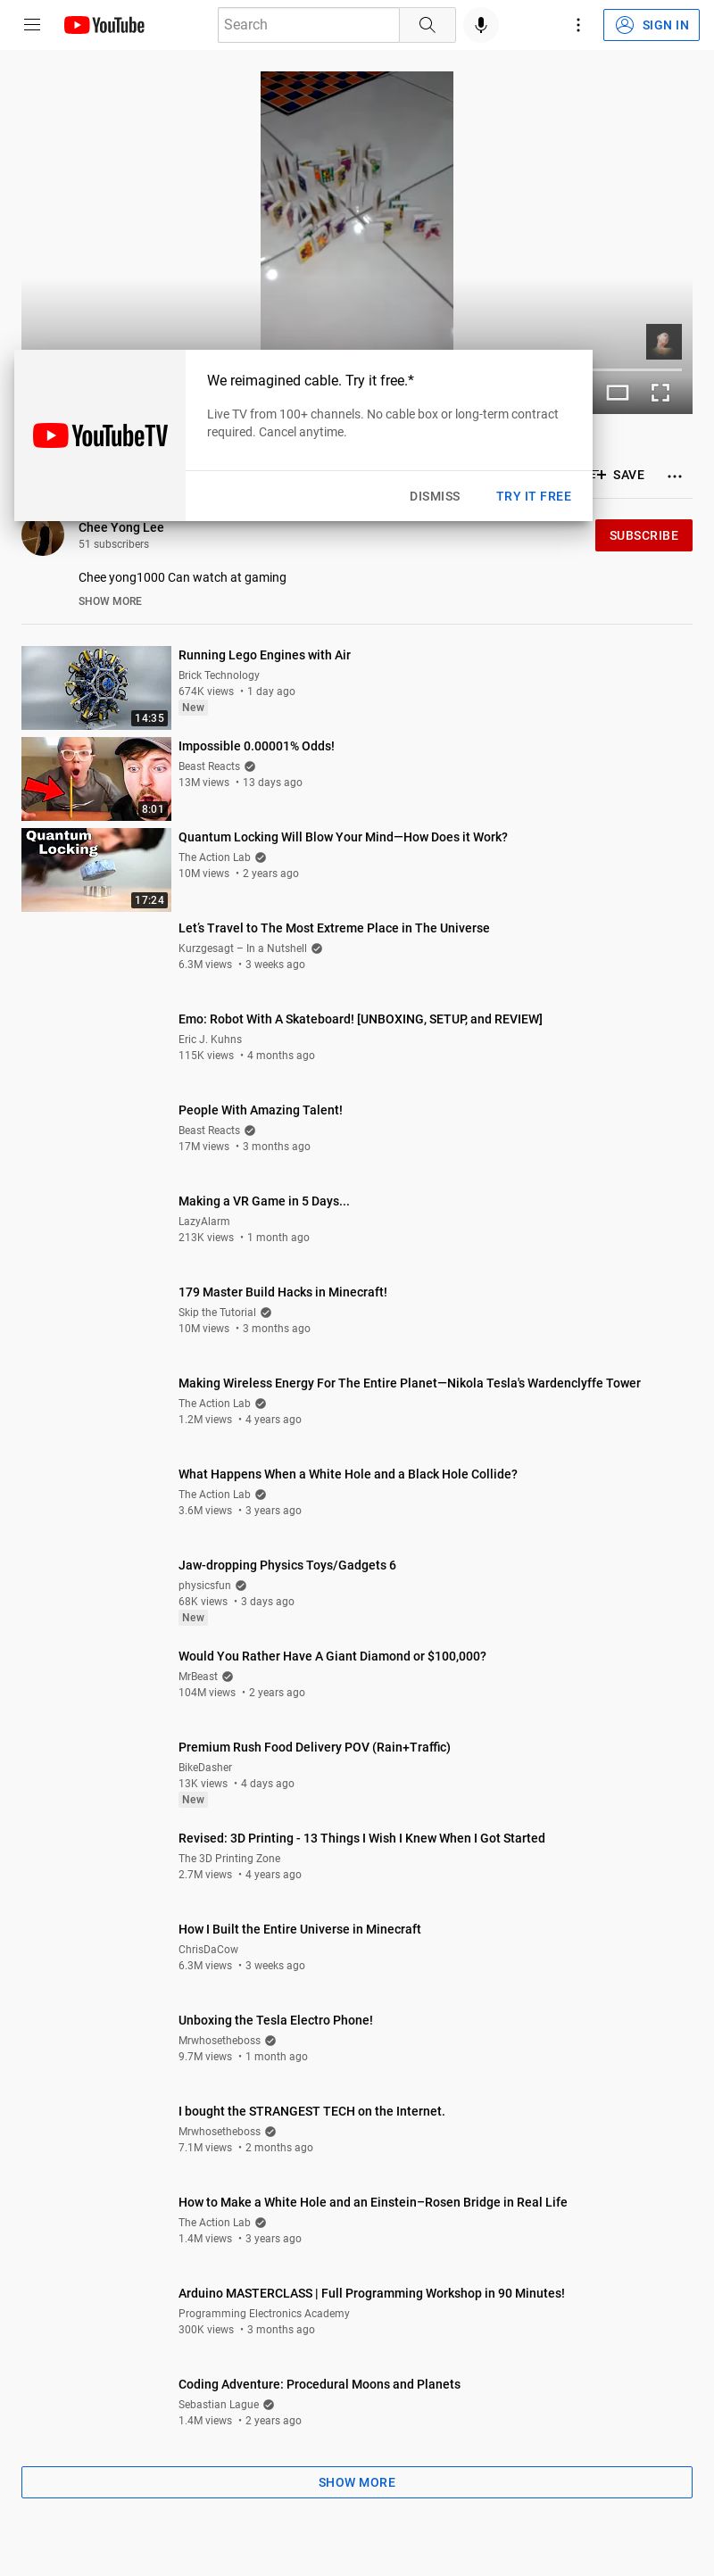 YouTube
Search
SIGN IN
We reimagined cable. Try it free.*
Live TV from 100+ channels. No cable box or long-term contract
required. Cancel anytime.
YouTubeTV
DISMISS
TRY IT FREE
SAVE
Chee Yong Lee
51 subscribers
SUBSCRIBE
Chee yong1000 Can watch at gaming
SHOW MORE
14:35
Running Lego Engines with Air
Brick Technology
674K views • 1 day ago
New
8:01
Impossible 0.00001% Odds!
Beast Reacts
13M views • 13 days ago
Quantum
Locking
17:24
Quantum Locking Will Blow Your Mind—How Does it Work?
The Action Lab
10M views • 2 years ago
Let’s Travel to The Most Extreme Place in The Universe
Kurzgesagt – In a Nutshell
6.3M views • 3 weeks ago
Emo: Robot With A Skateboard! [UNBOXING, SETUP, and REVIEW]
Eric J. Kuhns
115K views • 4 months ago
People With Amazing Talent!
Beast Reacts
17M views • 3 months ago
Making a VR Game in 5 Days...
LazyAlarm
213K views • 1 month ago
179 Master Build Hacks in Minecraft!
Skip the Tutorial
10M views • 3 months ago
Making Wireless Energy For The Entire Planet—Nikola Tesla's Wardenclyffe Tower
The Action Lab
1.2M views • 4 years ago
What Happens When a White Hole and a Black Hole Collide?
The Action Lab
3.6M views • 3 years ago
Jaw-dropping Physics Toys/Gadgets 6
physicsfun
68K views • 3 days ago
New
Would You Rather Have A Giant Diamond or $100,000?
MrBeast
104M views • 2 years ago
Premium Rush Food Delivery POV (Rain+Traffic)
BikeDasher
13K views • 4 days ago
New
Revised: 3D Printing - 13 Things I Wish I Knew When I Got Started
The 3D Printing Zone
2.7M views • 4 years ago
How I Built the Entire Universe in Minecraft
ChrisDaCow
6.3M views • 3 weeks ago
Unboxing the Tesla Electro Phone!
Mrwhosetheboss
9.7M views • 1 month ago
I bought the STRANGEST TECH on the Internet.
Mrwhosetheboss
7.1M views • 2 months ago
How to Make a White Hole and an Einstein–Rosen Bridge in Real Life
The Action Lab
1.4M views • 3 years ago
Arduino MASTERCLASS | Full Programming Workshop in 90 Minutes!
Programming Electronics Academy
300K views • 3 months ago
Coding Adventure: Procedural Moons and Planets
Sebastian Lague
1.4M views • 2 years ago
SHOW MORE